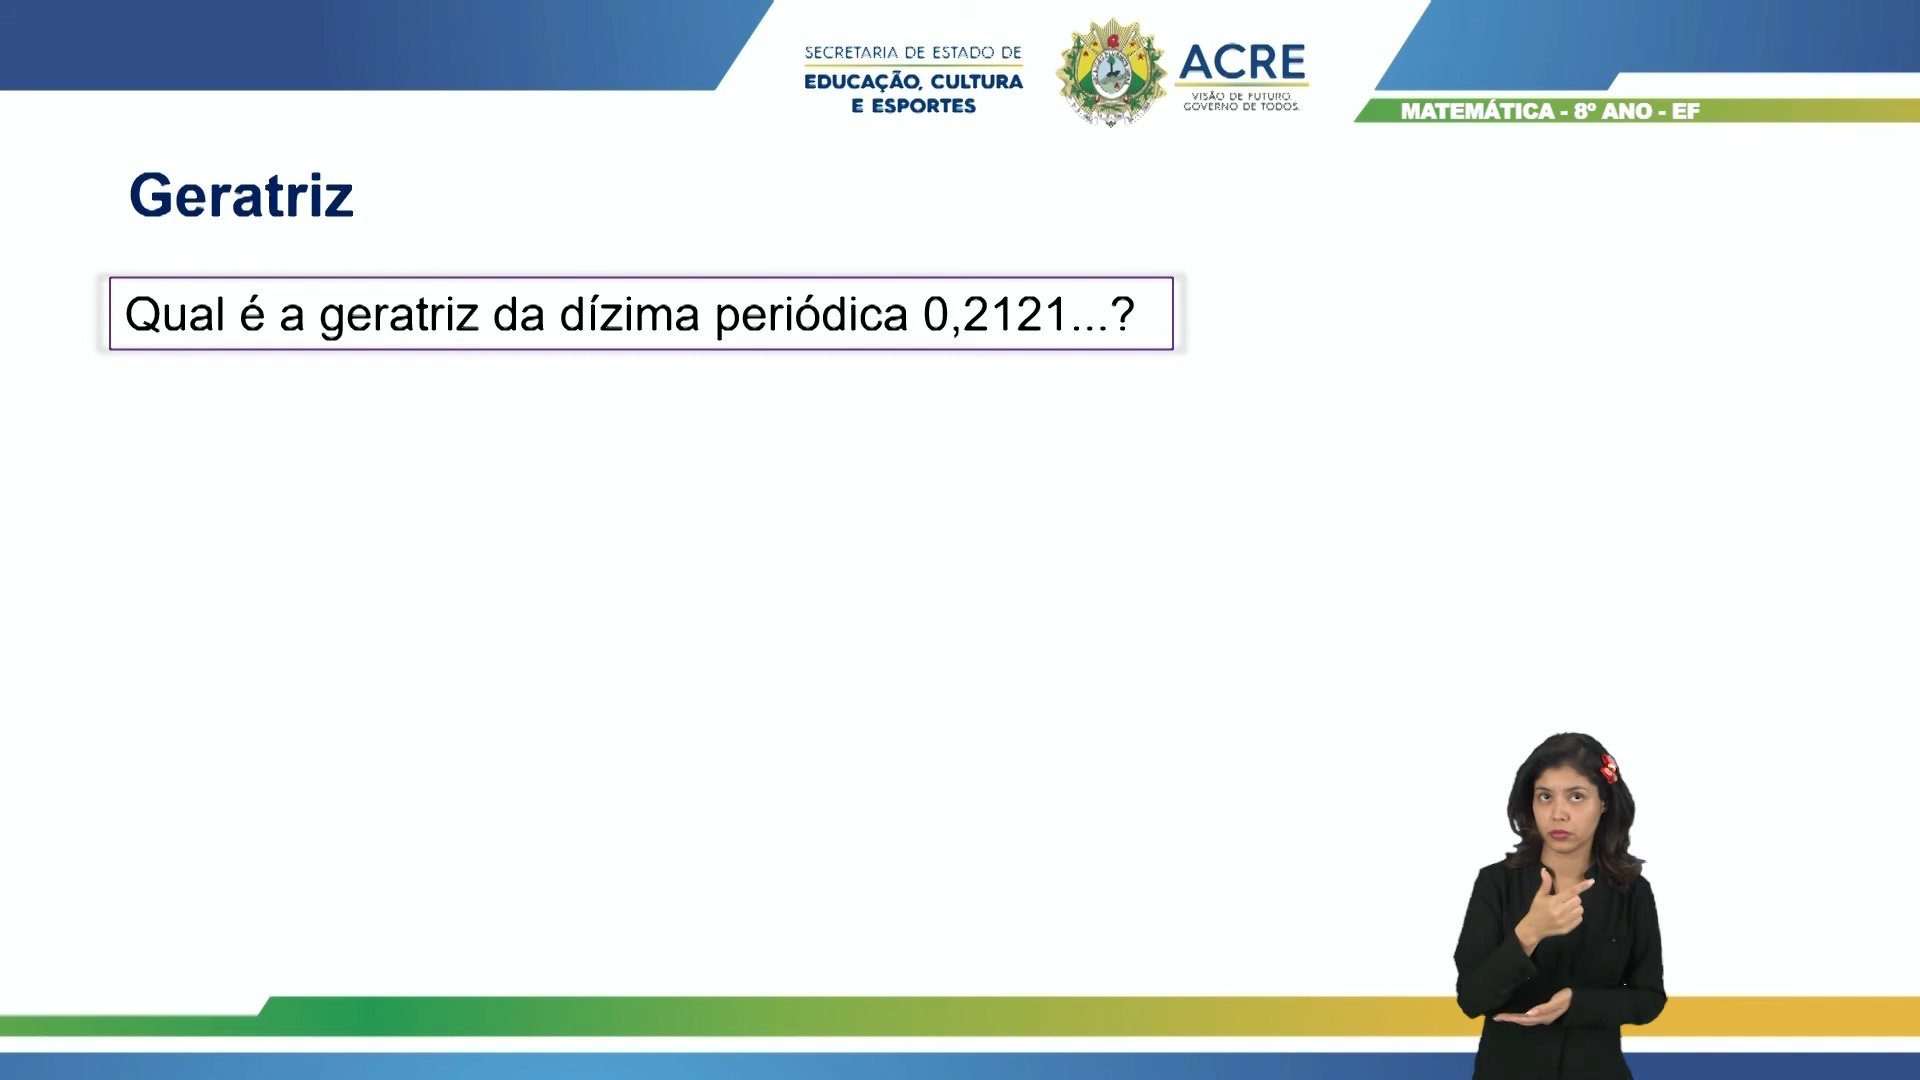 SECRETARIA DE ESTADO DE
EDUCAÇÃO, CULTURA
E ESPORTES
ACRE
VISÃO DE FUTURO.
GOVERNO DE TODOS.
MATEMÁTICA - 8º ANO - EF
Geratriz
Qual é a geratriz da dízima periódica 0,2121...?